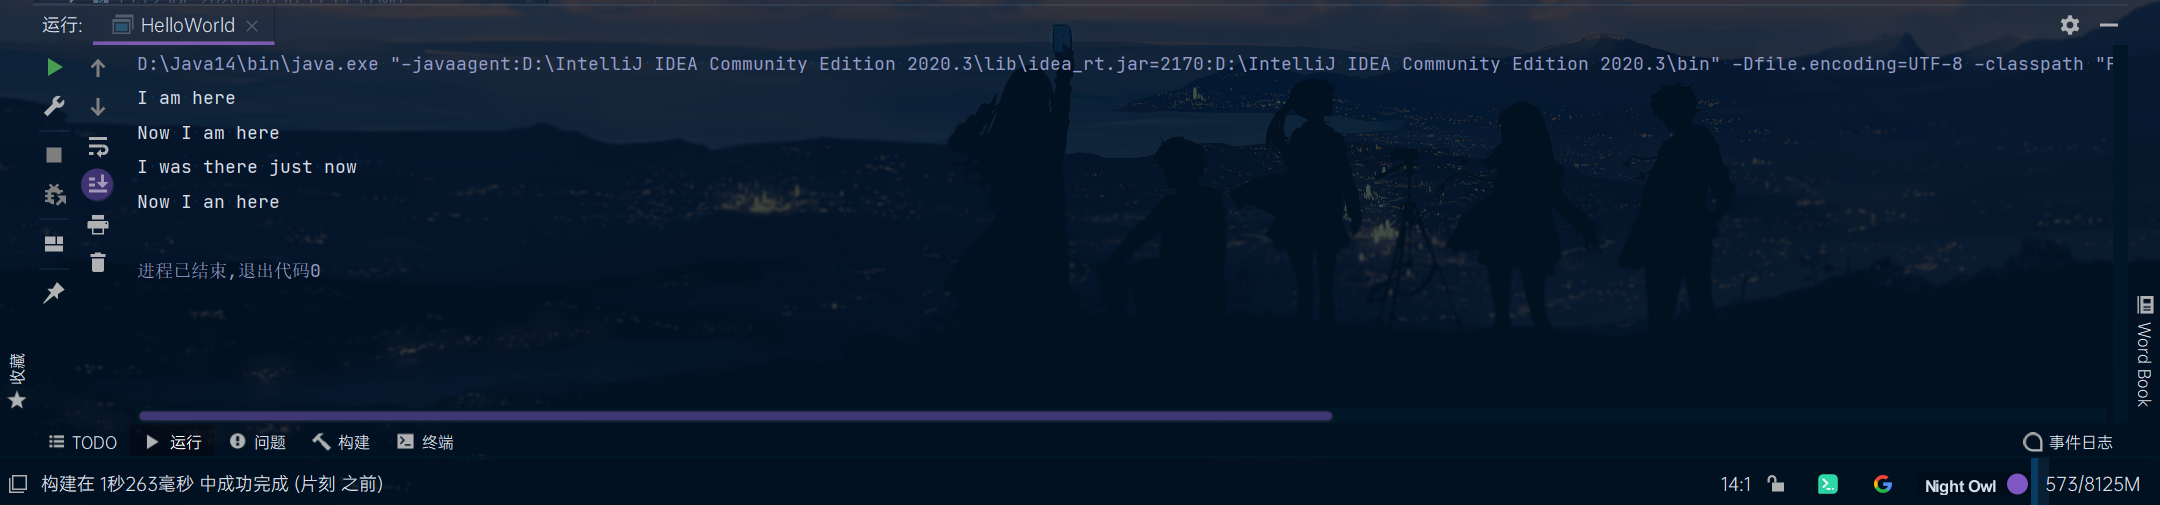 运行:
HelloWorld
D:\Java14\bin\java.exe "-javaagent:D:\IntelliJ IDEA Community Edition 2020.3\lib\idea_rt.jar=2170:D:\IntelliJ IDEA Community Edition 2020.3\bin" -Dfile.encoding=UTF-8 -classpath
I am here
Now I am here
I was there just now
Now I an here
进程已结束,退出代码0
收藏
Word Book
TODO
运行
问题
构建
终端
事件日志
构建在 1秒263毫秒 中成功完成 (片刻 之前)
14:1
Night Owl
573/8125M